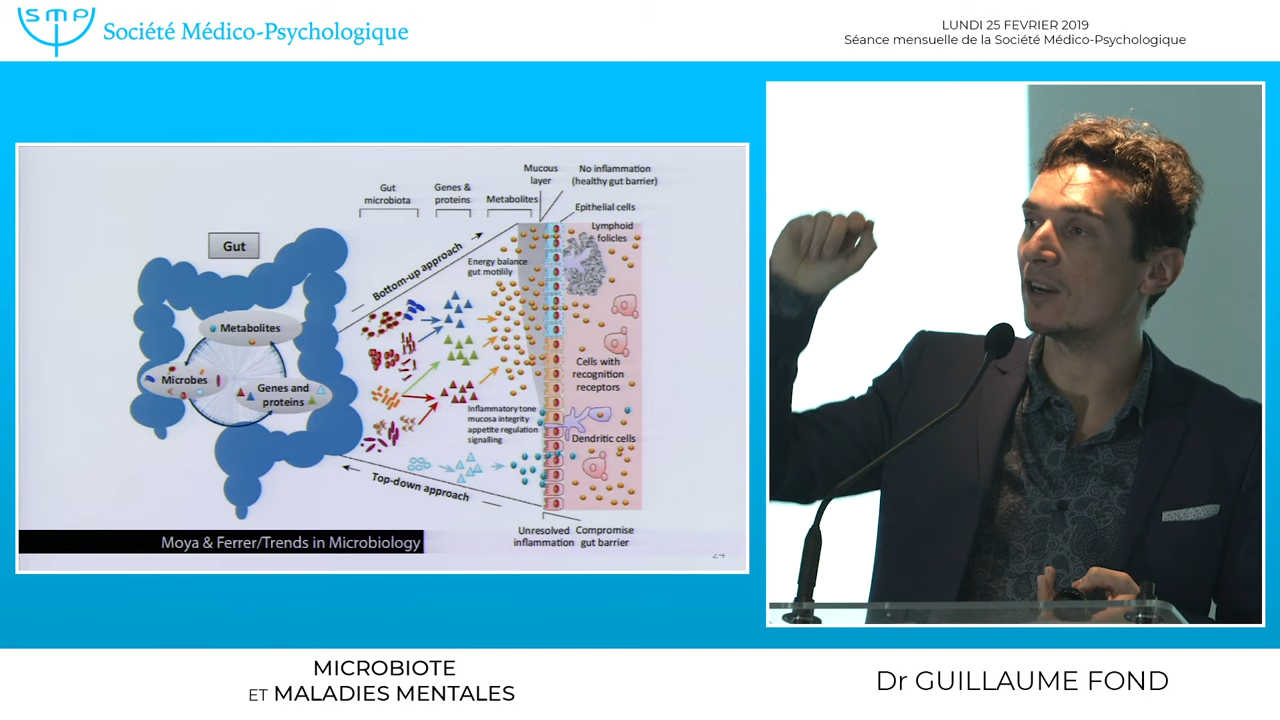 SMP
Société Médico-Psychologique
LUNDI 25 FEVRIER 2019
Séance mensuelle de la Société Médico-Psychologique
Mucous
layer
No inflammation
(healthy gut barrier)
Gut
microbiota
Genes &
proteins
Metabolites
Epithelial cells
Lymphoid
folicles
Gut
Bottom-up approach
Energy balance
gut motilily
Metabolites
Microbes
Genes and
proteins
Cells with
recognition
receptors
Inflammatory tone
mucosa integrity
appetite regulation
signalling
Dendritic cells
Top-down approach
Unresolved
inflammation
Compromise
gut barrier
Moya & Ferrer/Trends in Microbiology
24
MICROBIOTE
ET MALADIES MENTALES
Dr GUILLAUME FOND